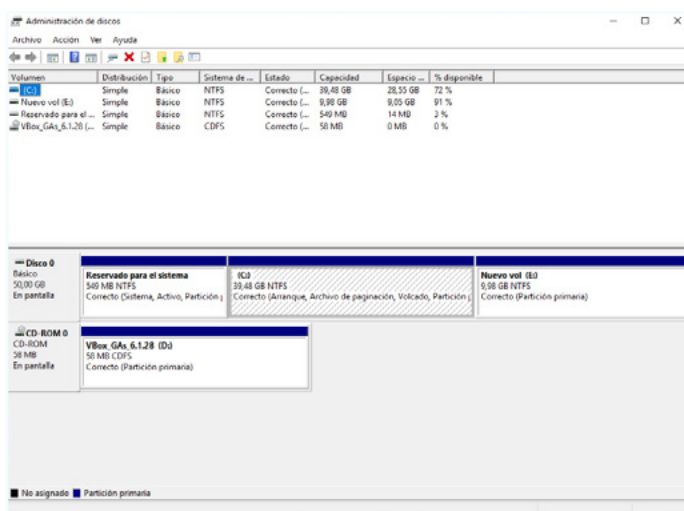 Administración de discos
Archivo Acción Ver Ayuda
Volumen Distribución Tipo Sistema de ... Estado Capacidad Espacio ... % disponible
(C:) Simple Básico NTFS Correcto (... 39,48 GB 28,55 GB 72 %
Nuevo vol (E:) Simple Básico NTFS Correcto (... 9,98 GB 9,05 GB 91 %
Reservado para el ... Simple Básico NTFS Correcto (... 549 MB 14 MB 3 %
VBox_GAs_6.1.28 (... Simple Básico CDFS Correcto (... 58 MB 0 MB 0 %
Disco 0
Básico
50,00 GB
En pantalla
Reservado para el sistema
549 MB NTFS
Correcto (Sistema, Activo, Partición p
(C:)
39,48 GB NTFS
Correcto (Arranque, Archivo de paginación, Volcado, Partición p
Nuevo vol (E:)
9,98 GB NTFS
Correcto (Partición primaria)
CD-ROM 0
CD-ROM
58 MB
En pantalla
VBox_GAs_6.1.28 (D:)
58 MB CDFS
Correcto (Partición primaria)
No asignado Partición primaria